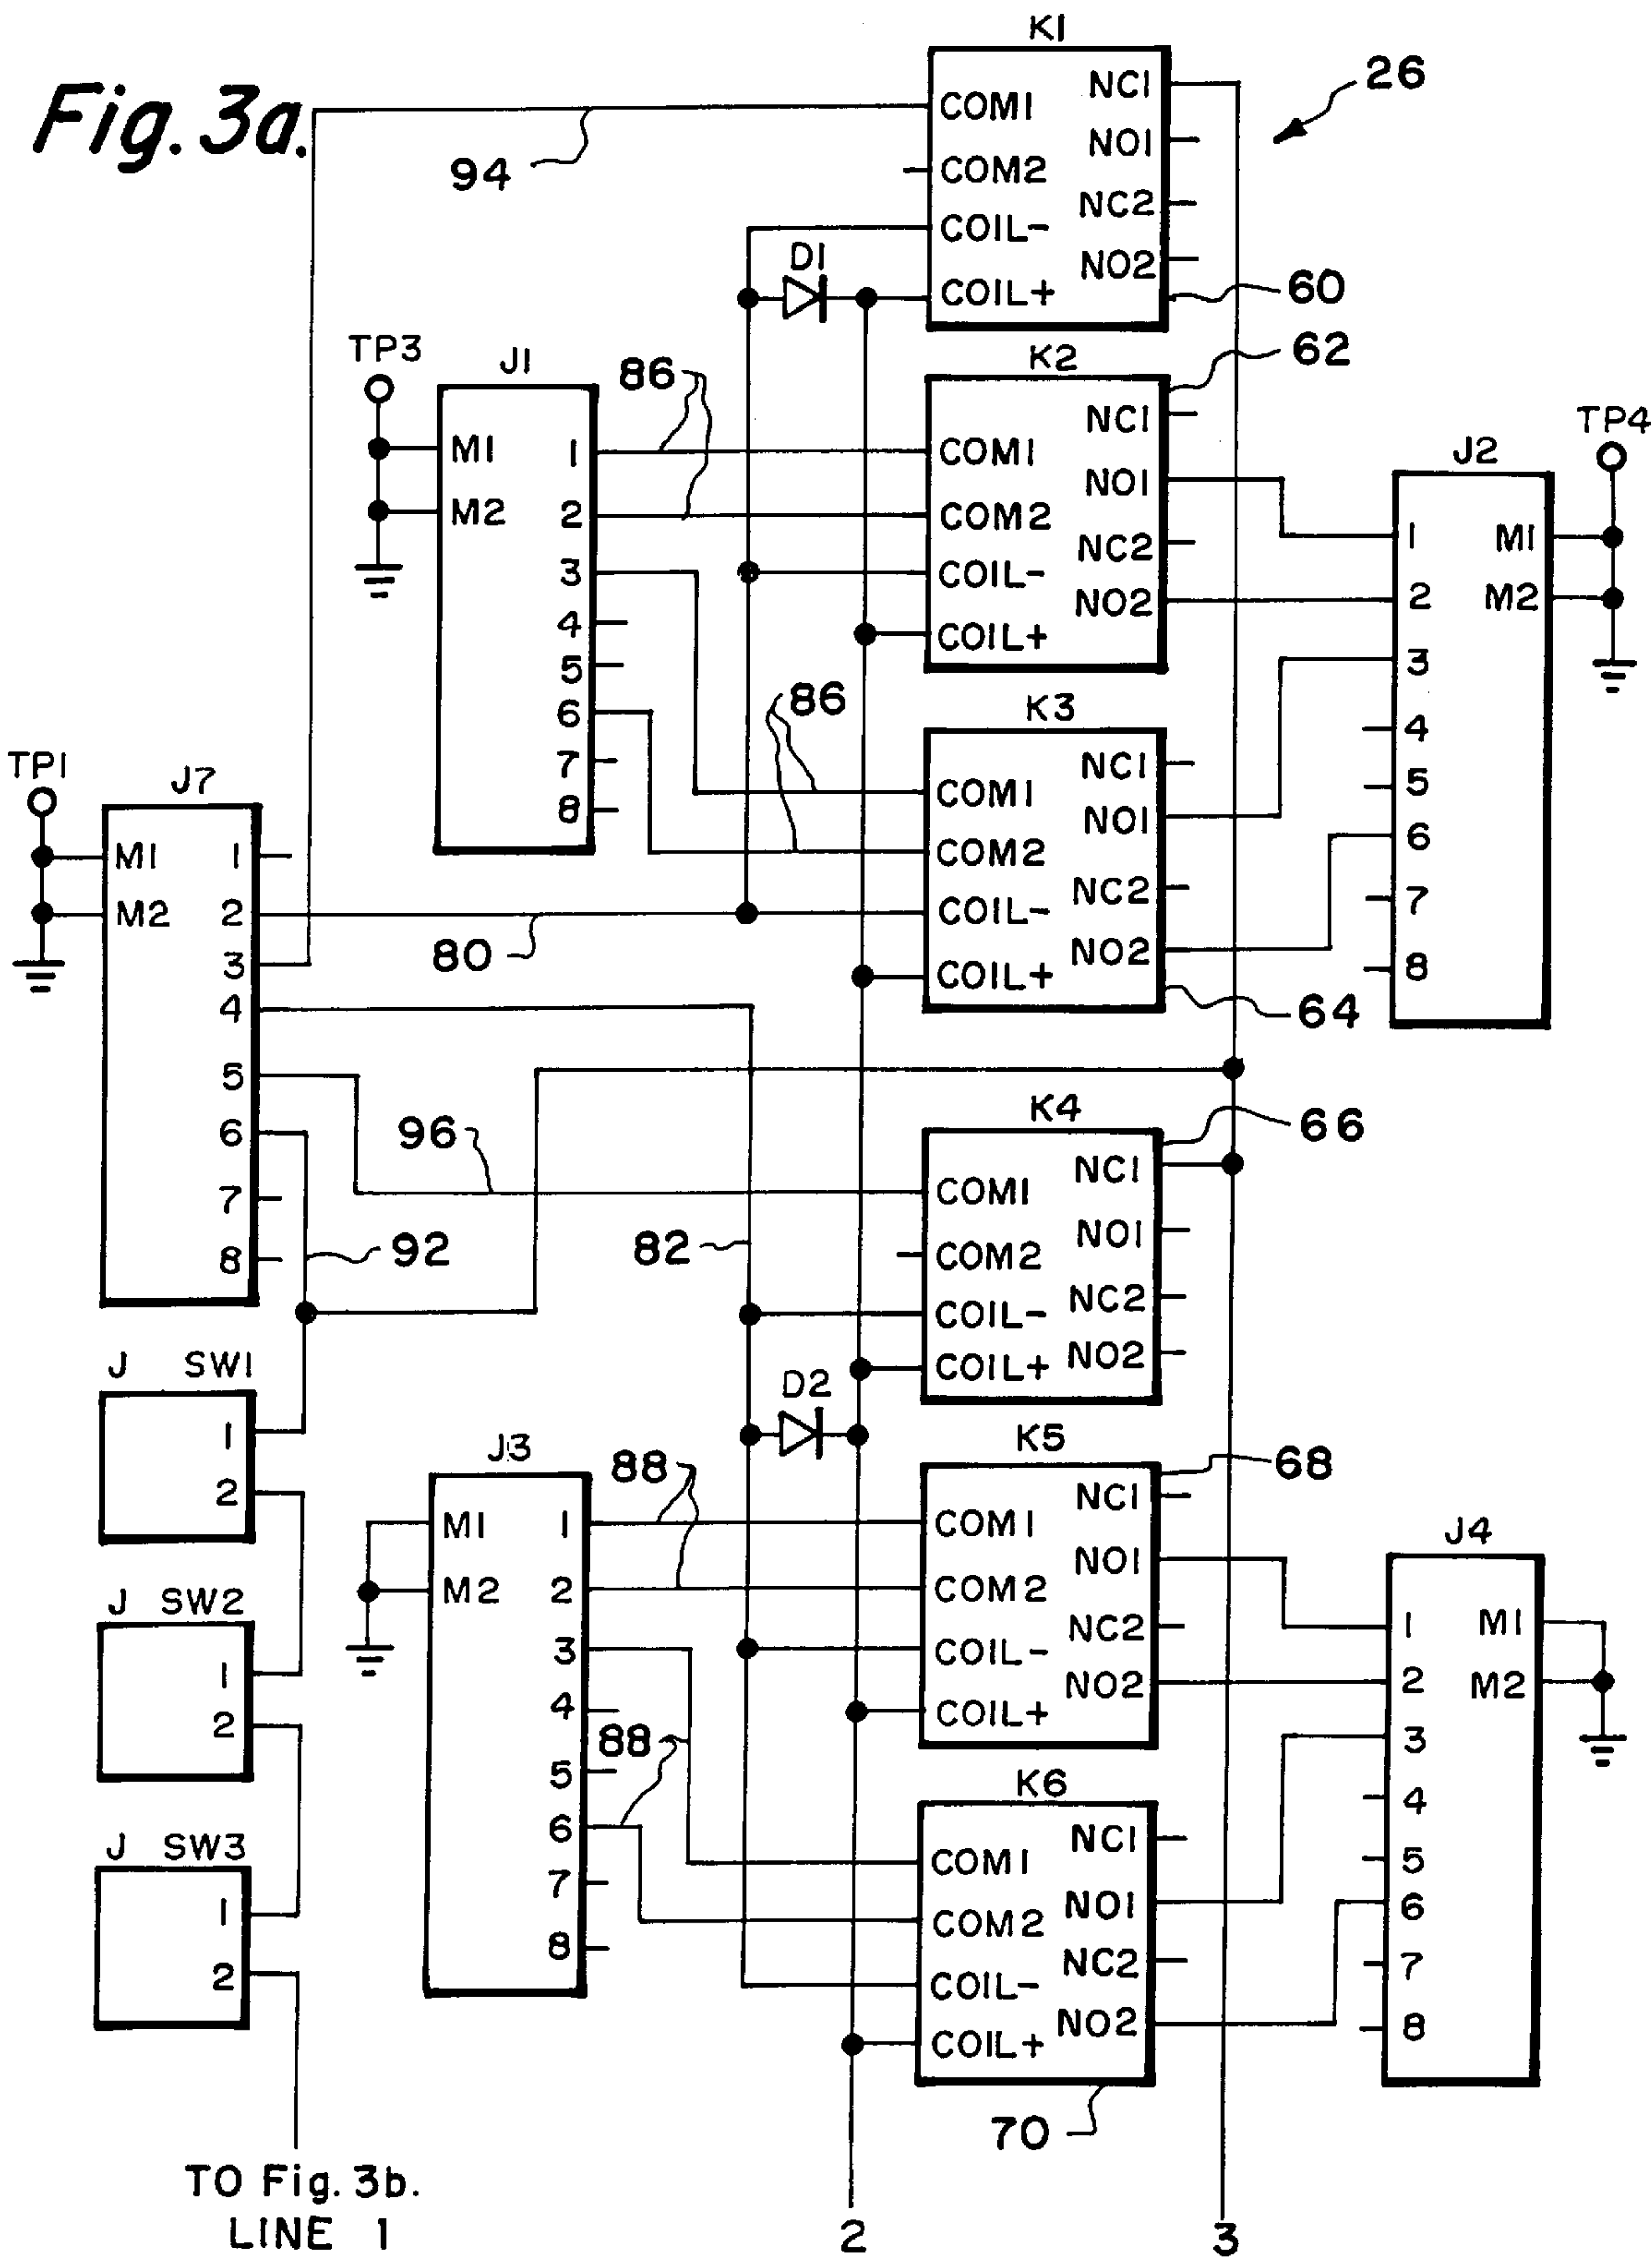 Fig. 3a.
K1
COM1
COM2
COIL-
COIL+
NC1
NO1
NC2
NO2
26
94
60
D1
K2
COM1
COM2
COIL-
COIL+
NC1
NO1
NC2
NO2
62
TP3
J1
M1
M2
1
2
3
4
5
6
7
8
86
TP4
J2
1
2
3
4
5
6
7
8
M1
M2
K3
COM1
COM2
COIL-
COIL+
NC1
NO1
NC2
NO2
86
64
TP1
J7
M1
M2
1
2
3
4
5
6
7
8
80
96
92
82
K4
COM1
COM2
COIL-
COIL+
NC1
NO1
NC2
NO2
66
D2
J SW1
1
2
J SW2
1
2
J SW3
1
2
J3
M1
M2
1
2
3
4
5
6
7
8
88
88
K5
COM1
COM2
COIL-
COIL+
NC1
NO1
NC2
NO2
68
J4
1
2
3
4
5
6
7
8
M1
M2
K6
COM1
COM2
COIL-
COIL+
NC1
NO1
NC2
NO2
70
TO Fig. 3b.
LINE 1
2
3